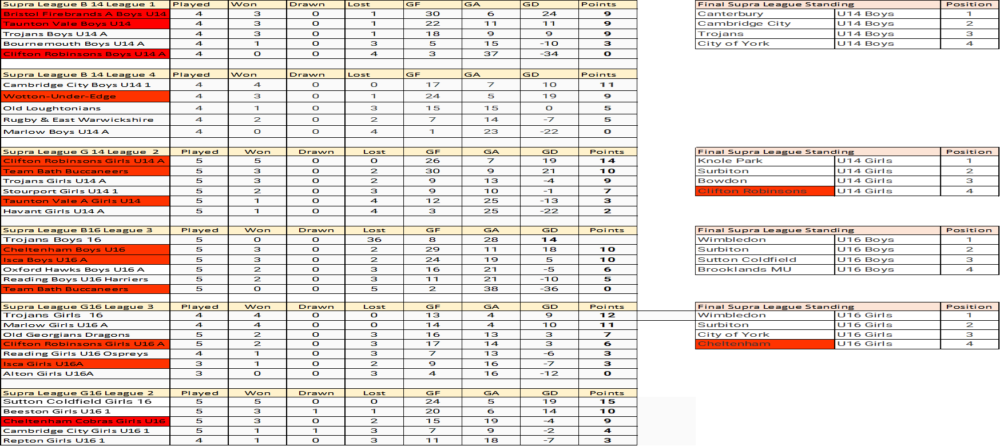 Supra League B 14 League 1 Played Won Drawn Lost GF GA GD Points Final Supra League Standing Position
Bristol Firebrands A Boys U14 4 3 0 1 30 6 24 9 Canterbury U14 Boys 1
Taunton Vale Boys U14 4 3 0 1 22 11 11 9 Cambridge City U14 Boys 2
Trojans Boys U14 A 4 3 0 1 18 9 9 9 Trojans U14 Boys 3
Bournemouth Boys U14 A 4 1 0 3 5 15 -10 3 City of York U14 Boys 4
Clifton Robinsons Boys U14 A 4 0 0 4 3 37 -34 0
Supra League B 14 League 4 Played Won Drawn Lost GF GA GD Points
Cambridge City Boys U14 1 4 4 0 0 17 7 10 11
Wotton-Under-Edge 4 3 0 1 24 5 19 9
Old Loughtonians 4 1 0 3 15 15 0 5
Rugby & East Warwickshire 4 2 0 2 7 14 -7 5
Marlow Boys U14 A 4 0 0 4 1 23 -22 0
Supra League G 14 League 2 Played Won Drawn Lost GF GA GD Points Final Supra League Standing Position
Clifton Robinsons Girls U14 A 5 5 0 0 26 7 19 14 Knole Park U14 Girls 1
Team Bath Buccaneers 5 3 0 2 30 9 21 10 Surbiton U14 Girls 2
Trojans Girls U14 A 5 3 0 2 9 13 -4 9 Bowdon U14 Girls 3
Stourport Girls U14 1 5 2 0 3 9 10 -1 7 Clifton Robinsons U14 Girls 4
Taunton Vale A Girls U14 5 1 0 4 12 25 -13 3
Havant Girls U14 A 5 1 0 4 3 25 -22 2
Supra League B16 League 3 Played Won Drawn Lost GF GA GD Points Final Supra League Standing Position
Trojans Boys 16 5 0 0 36 8 28 14 Wimbledon U16 Boys 1
Cheltenham Boys U16 5 3 0 2 29 11 18 10 Surbiton U16 Boys 2
Isca Boys U16 A 5 3 0 2 24 19 5 10 Sutton Coldfield U16 Boys 3
Oxford Hawks Boys U16 A 5 2 0 3 16 21 -5 6 Brooklands MU U16 Boys 4
Reading Boys U16 Harriers 5 2 0 3 11 21 -10 5
Team Bath Buccaneers 5 0 0 5 2 38 -36 0
Supra League G16 League 3 Played Won Drawn Lost GF GA GD Points Final Supra League Standing Position
Trojans Girls 16 4 4 0 0 13 4 9 12 Wimbledon U16 Girls 1
Marlow Girls U16 A 4 4 0 0 14 4 10 11 Surbiton U16 Girls 2
Old Georgians Dragons 5 2 0 3 16 13 3 7 City of York U16 Girls 3
Clifton Robinsons Girls U16 A 5 2 0 3 17 14 3 6 Cheltenham U16 Girls 4
Reading Girls U16 Ospreys 4 1 0 3 7 13 -6 3
Isca Girls U16A 3 1 0 2 9 16 -7 3
Alton Girls U16A 3 0 0 3 4 16 -12 0
Supra League G16 League 2 Played Won Drawn Lost GF GA GD Points
Sutton Coldfield Girls 16 5 5 0 0 24 5 19 15
Beeston Girls U16 1 5 3 1 1 20 6 14 10
Cheltenham Cobras Girls U16 5 3 0 2 15 19 -4 9
Cambridge City Girls U16 1 5 1 1 3 7 9 -2 4
Repton Girls U16 1 4 1 0 3 11 18 -7 3